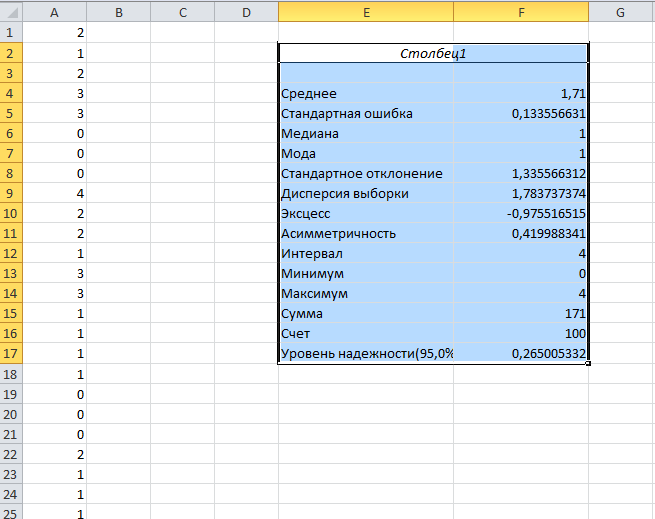 A B C D E F G
1 2
2 1 Столбец1
3 2
4 3 Среднее 1,71
5 3 Стандартная ошибка 0,133556631
6 0 Медиана 1
7 0 Мода 1
8 0 Стандартное отклонение 1,335566312
9 4 Дисперсия выборки 1,783737374
10 2 Эксцесс -0,975516515
11 2 Асимметричность 0,419988341
12 1 Интервал 4
13 3 Минимум 0
14 3 Максимум 4
15 1 Сумма 171
16 1 Счет 100
17 1 Уровень надежности(95,0% 0,265005332
18 1
19 0
20 0
21 0
22 2
23 1
24 1
25 1